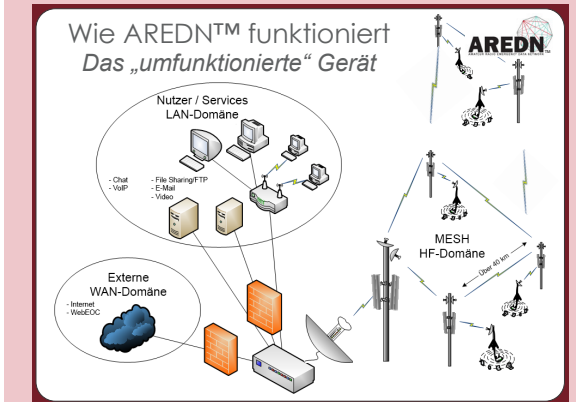 Wie AREDN™ funktioniert
Das „umfunktionierte“ Gerät
AREDN
Nutzer / Services
LAN-Domäne
- Chat
- VoIP
- File Sharing/FTP
- E-Mail
- Video
MESH
HF-Domäne
Über 40 km
Externe
WAN-Domäne
- Internet
- WebEOC